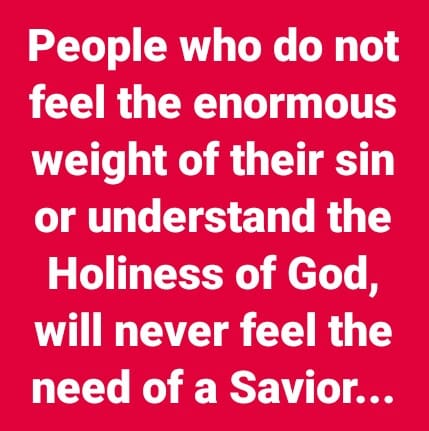 People who do not
feel the enormous
weight of their sin
or understand the
Holiness of God,
will never feel the
need of a Savior...